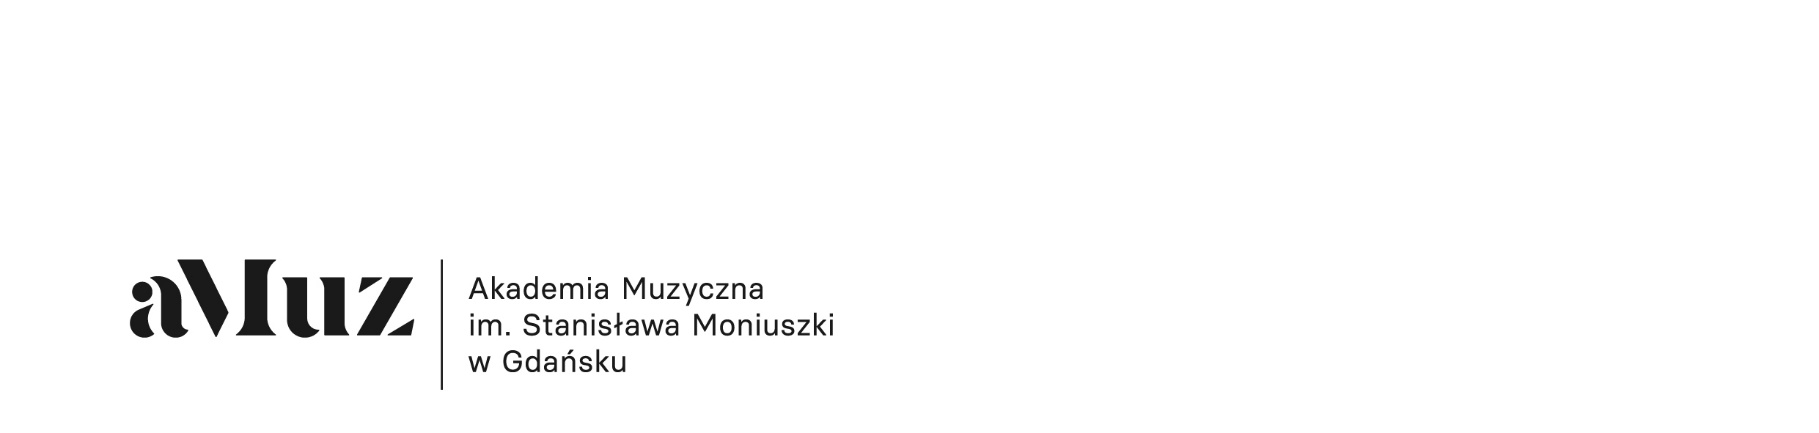 aMuz
Akademia Muzyczna
im. Stanisława Moniuszki
w Gdańsku